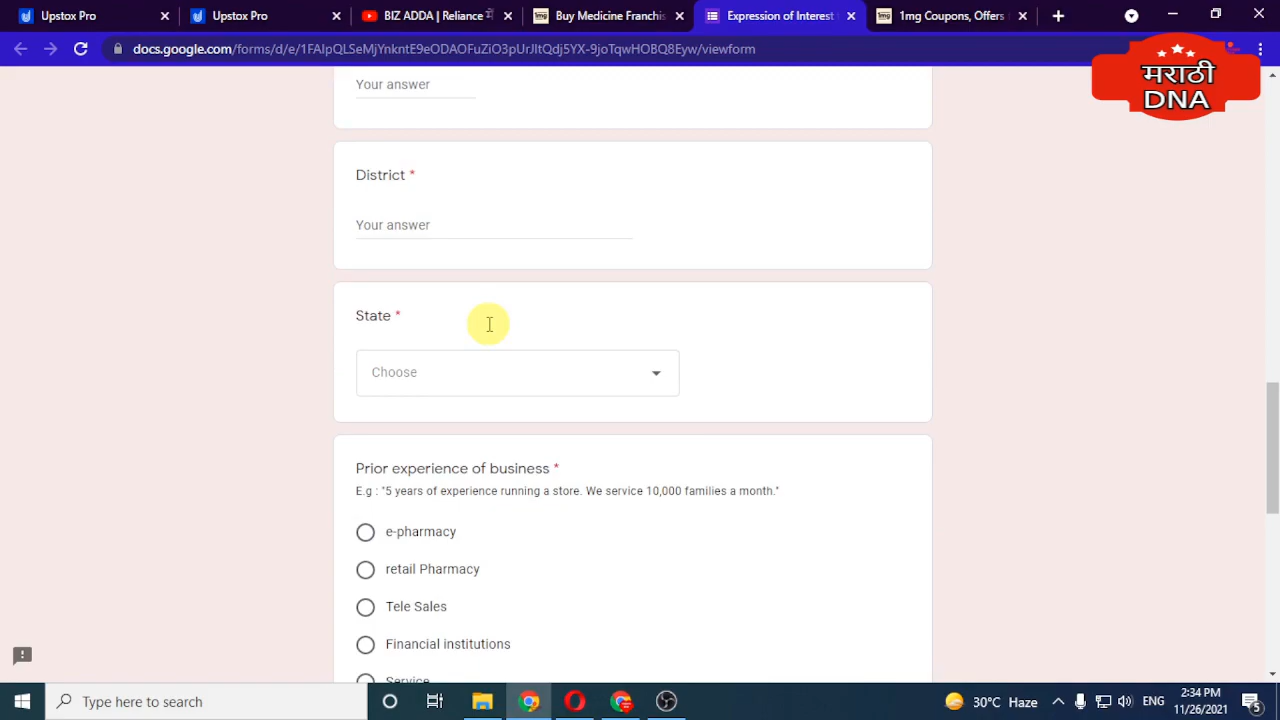 Upstox Pro
Upstox Pro
BIZ ADDA | Reliance
Buy Medicine Franchis
Expression of Interest
1mg Coupons, Offers
docs.google.com/forms/d/e/1FAIpQLSeMjYnkntE9eODAOFuZiO3pUrJltQdj5YX-9joTqwHOBQ8Eyw/viewform
मराठी
DNA
Your answer
District *
Your answer
State *
Choose
Prior experience of business *
E.g : "5 years of experience running a store. We service 10,000 families a month."
e-pharmacy
retail Pharmacy
Tele Sales
Financial institutions
Service
Type here to search
30°C Haze
ENG
2:34 PM
11/26/2021
5